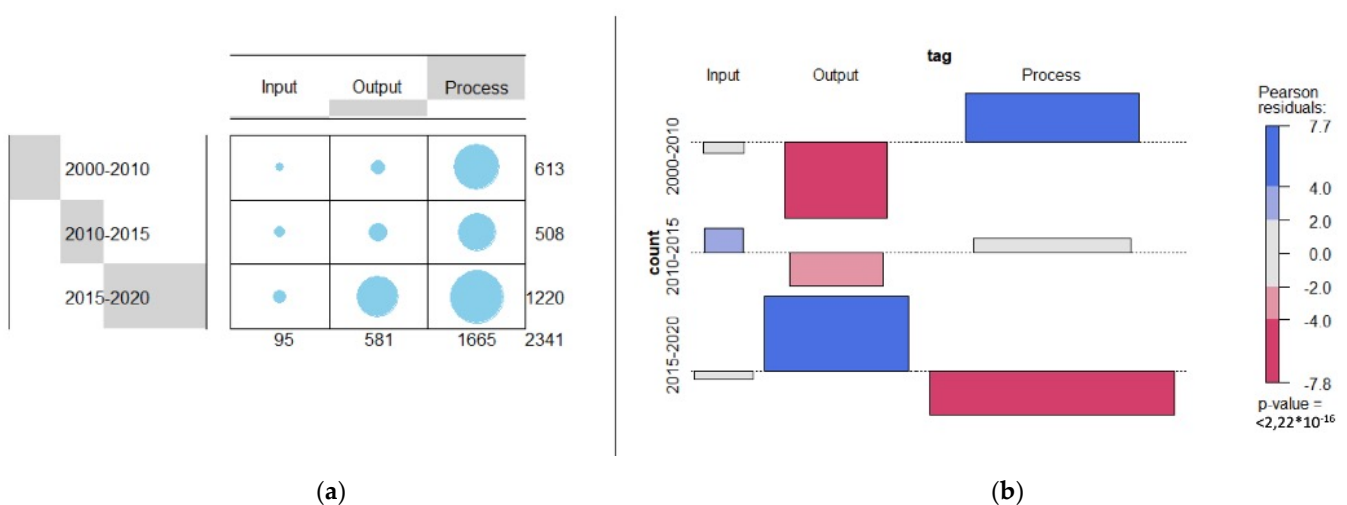 Input Output Process
2000-2010 613
2010-2015 508
2015-2020 1220
95 581 1665 2341
(a)
tag
Input Output Process
count
2000-2010
2010-2015
2015-2020
Pearson
residuals:
7.7
4.0
2.0
0.0
-2.0
-4.0
-7.8
p-value =
<2,22*10-16
(b)